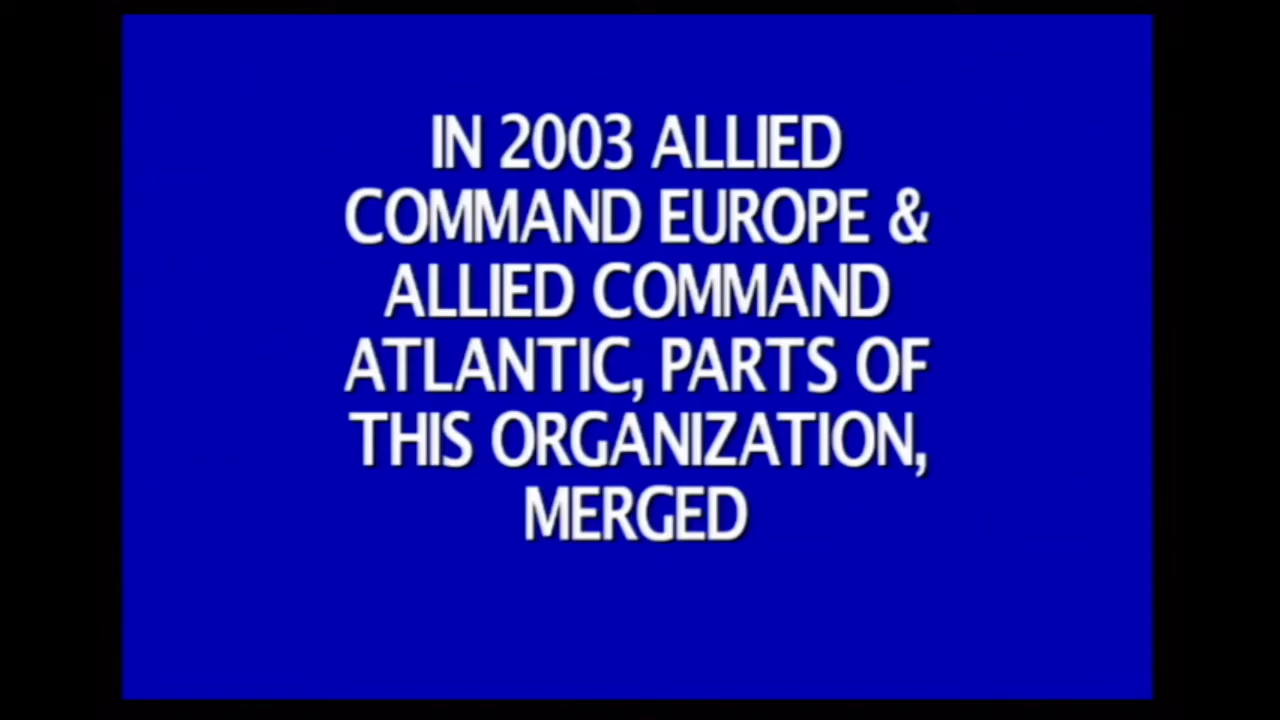 IN 2003 ALLIED
COMMAND EUROPE &
ALLIED COMMAND
ATLANTIC, PARTS OF
THIS ORGANIZATION,
MERGED